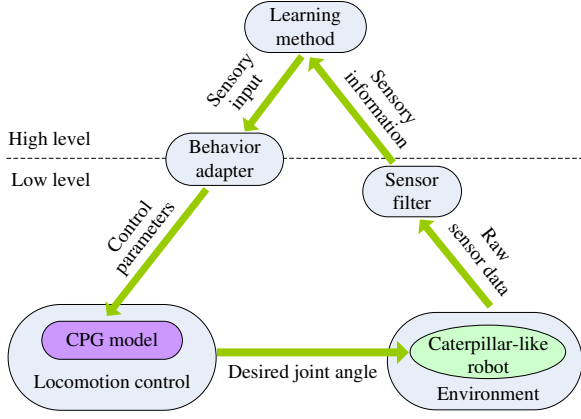 Learning
method
Sensory
input
Sensory
information
High level
Low level
Behavior
adapter
Sensor
filter
Control
parameters
Raw
sensor data
CPG model
Locomotion control
Desired joint angle
Caterpillar-like
robot
Environment